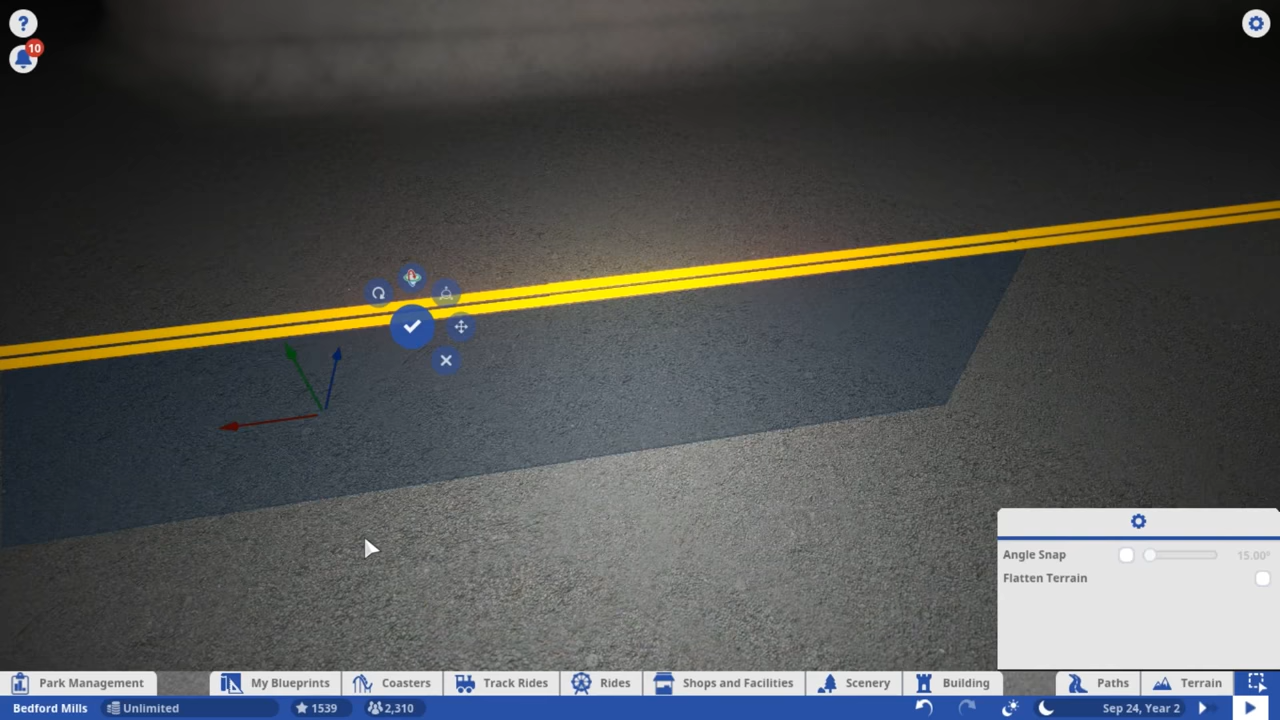 ?
10
Angle Snap 15.00°
Flatten Terrain
Park Management My Blueprints Coasters Track Rides Rides Shops and Facilities Scenery Building Paths Terrain
Bedford Mills Unlimited 1539 2,310 Sep 24, Year 2